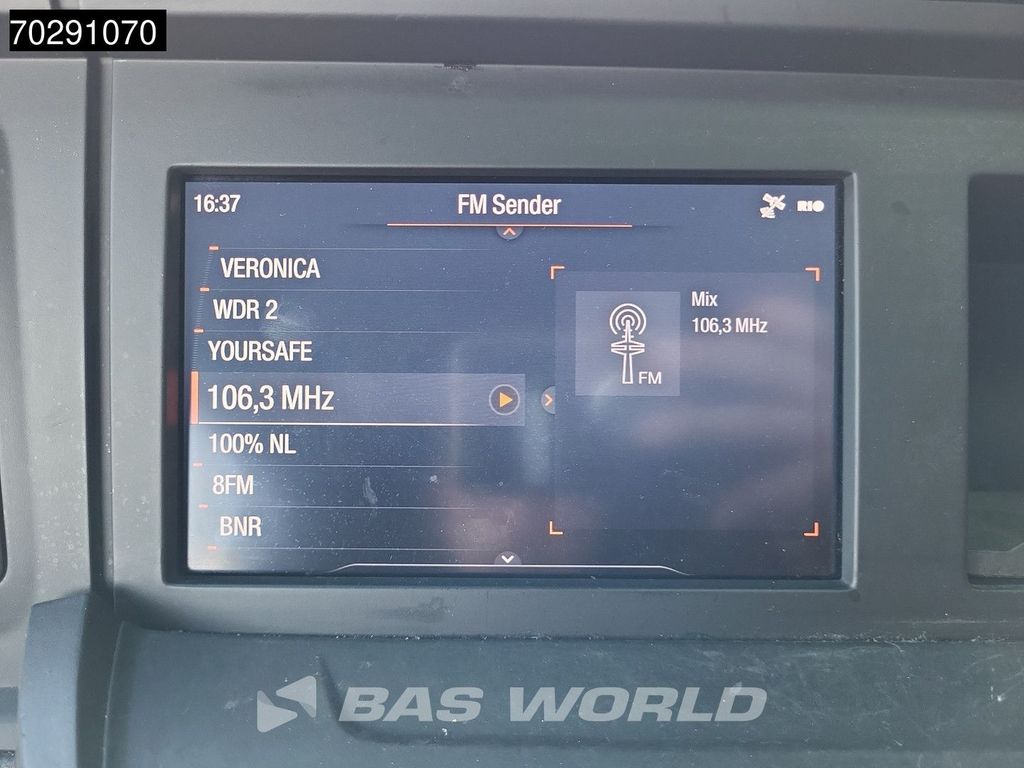 70291070
16:37
FM Sender
RIO
VERONICA
WDR 2
YOURSAFE
106,3 MHz
100% NL
8FM
BNR
Mix
106,3 MHz
FM
BAS WORLD